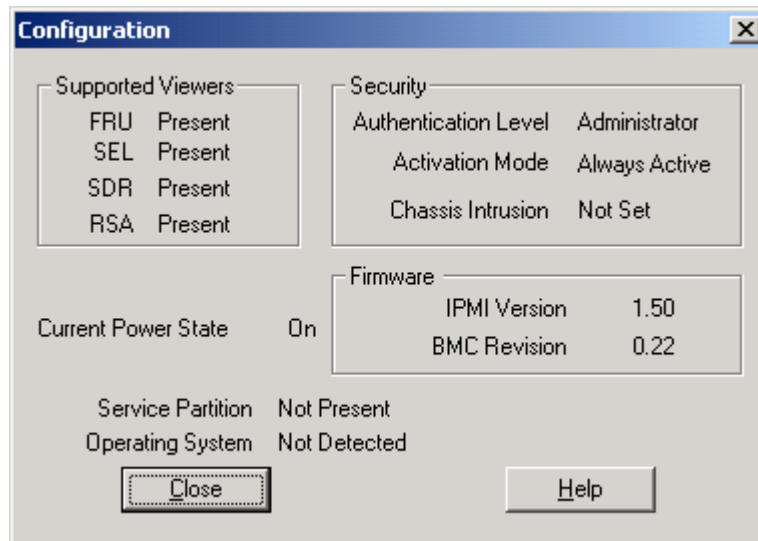 Configuration
Supported Viewers
FRU Present
SEL Present
SDR Present
RSA Present
Security
Authentication Level Administrator
Activation Mode Always Active
Chassis Intrusion Not Set
Current Power State On
Firmware
IPMI Version 1.50
BMC Revision 0.22
Service Partition Not Present
Operating System Not Detected
Close
Help